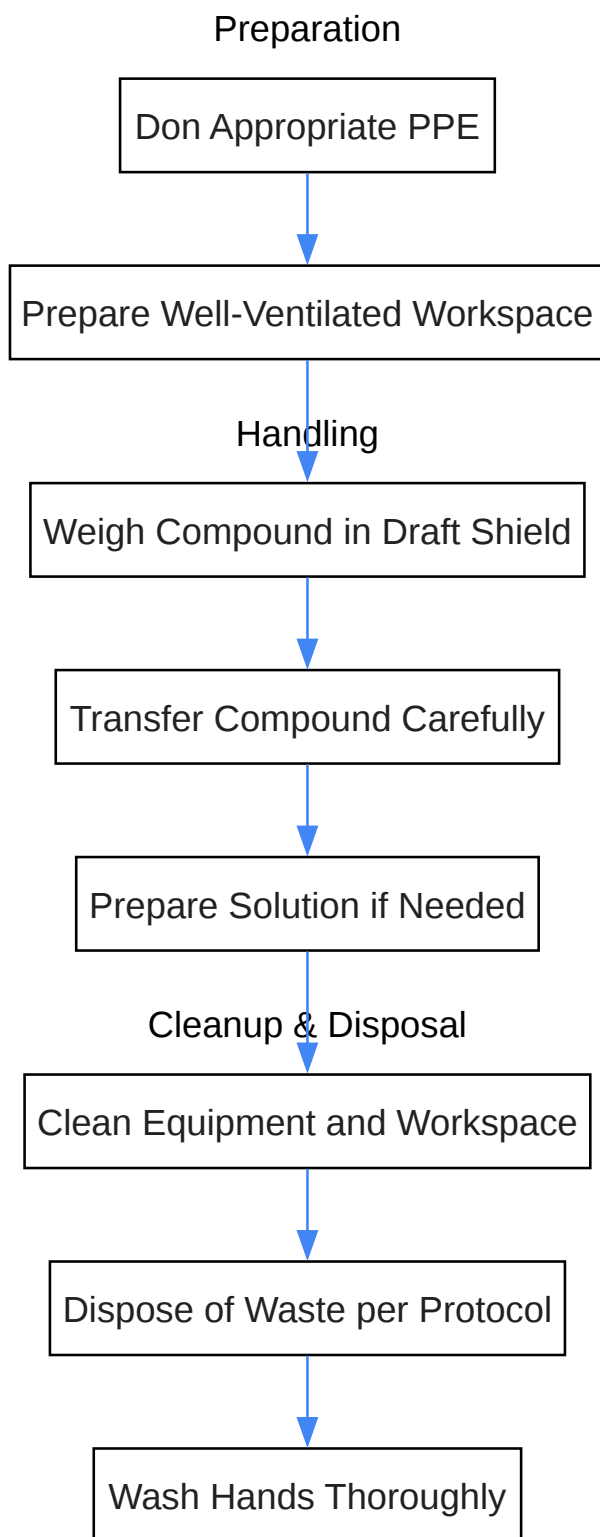 Preparation
Don Appropriate PPE
Prepare Well-Ventilated Workspace
Handling
Weigh Compound in Draft Shield
Transfer Compound Carefully
Prepare Solution if Needed
Cleanup & Disposal
Clean Equipment and Workspace
Dispose of Waste per Protocol
Wash Hands Thoroughly